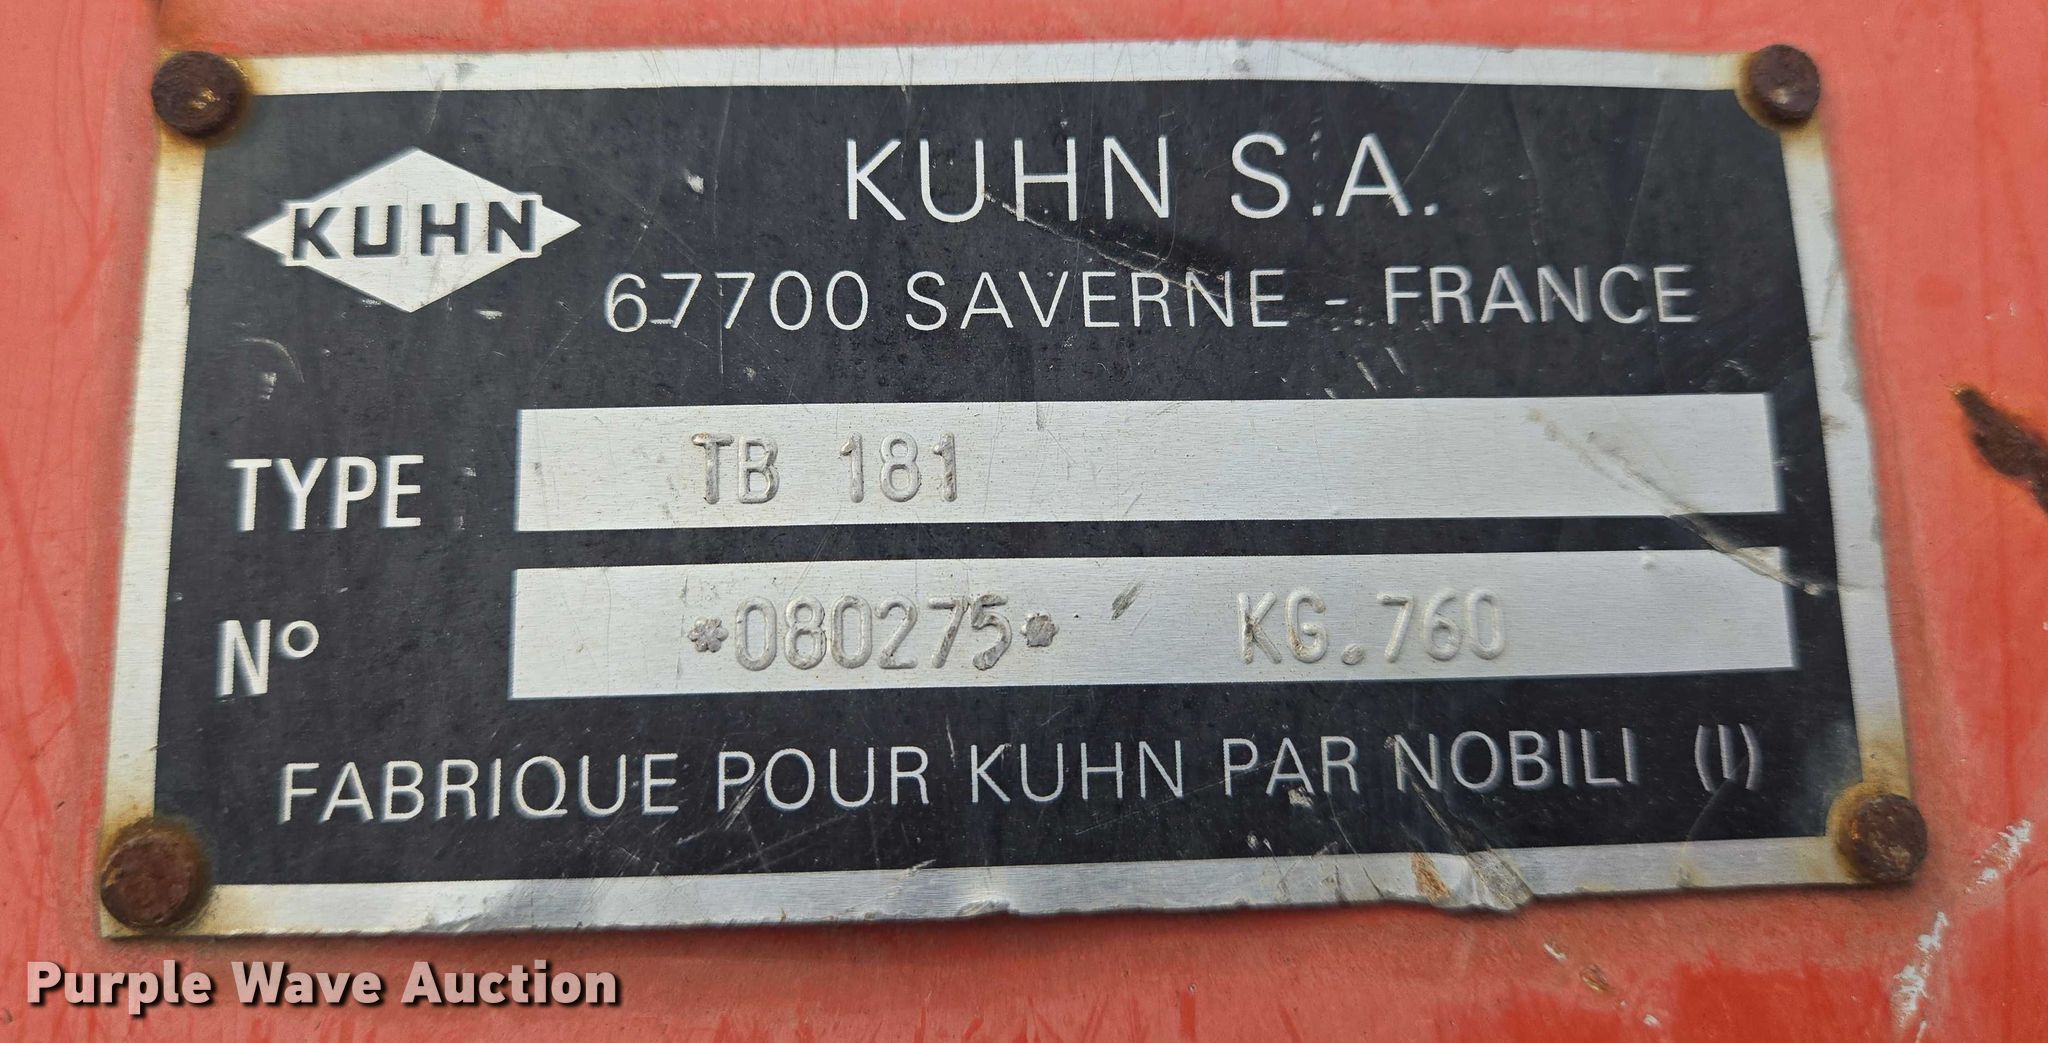 KUHN
KUHN S.A.
67700 SAVERNE - FRANCE
TYPE TB 181
Nº *080275* KG.760
FABRIQUE POUR KUHN PAR NOBILI (I)
Purple Wave Auction